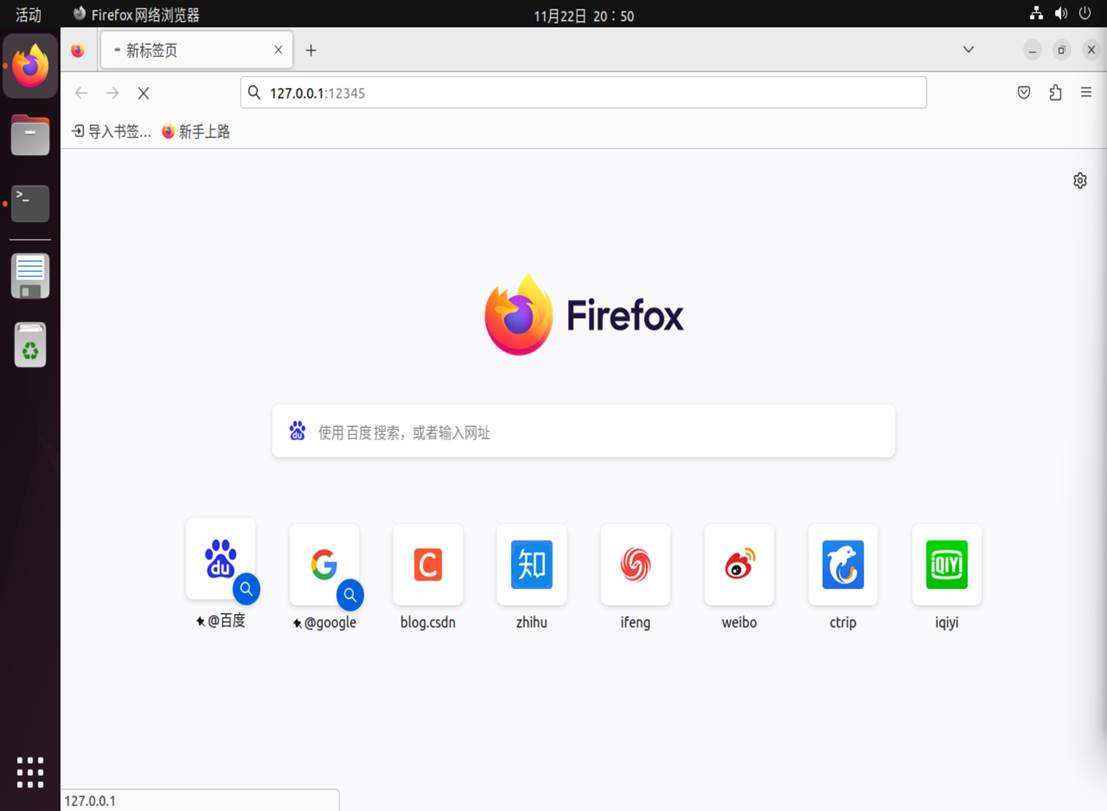 活动
Firefox 网络浏览器
11月22日 20：50
新标签页
127.0.0.1:12345
导入书签...
新手上路
Firefox
du
使用百度搜索，或者输入网址
du
G
C
知
iQIYI
@百度
@google
blog.csdn
zhihu
ifeng
weibo
ctrip
iqiyi
127.0.0.1